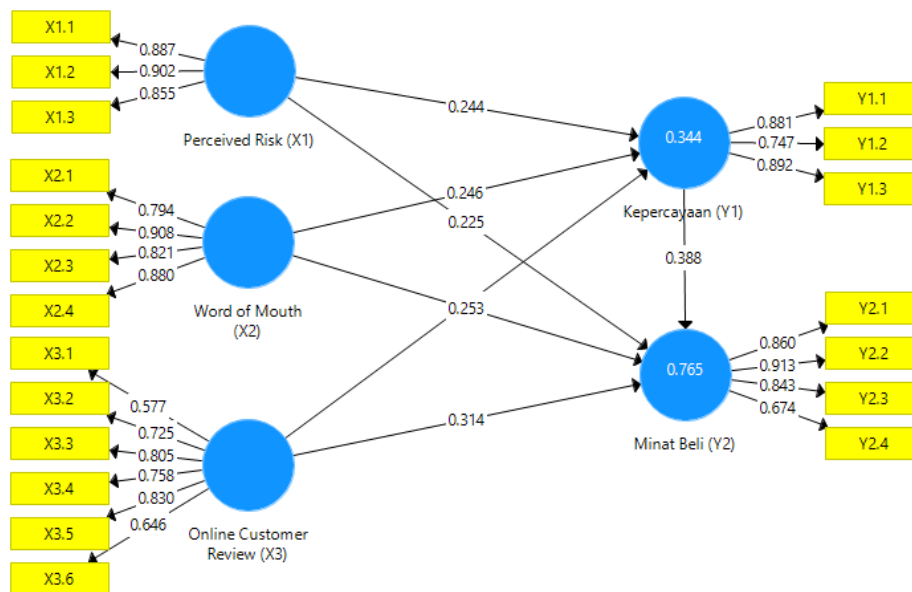 X1.1
0.887
X1.2
0.902
X1.3
0.855
Perceived Risk (X1)
X2.1
0.794
X2.2
0.908
X2.3
0.821
X2.4
0.880
Word of Mouth
(X2)
X3.1
0.577
X3.2
0.725
X3.3
0.805
X3.4
0.758
X3.5
0.830
X3.6
0.646
Online Customer
Review (X3)
0.244
0.246
0.225
0.253
0.314
0.344
Kepercayaan (Y1)
0.388
0.765
Minat Beli (Y2)
Y1.1
0.881
Y1.2
0.747
Y1.3
0.892
Y2.1
0.860
Y2.2
0.913
Y2.3
0.843
Y2.4
0.674